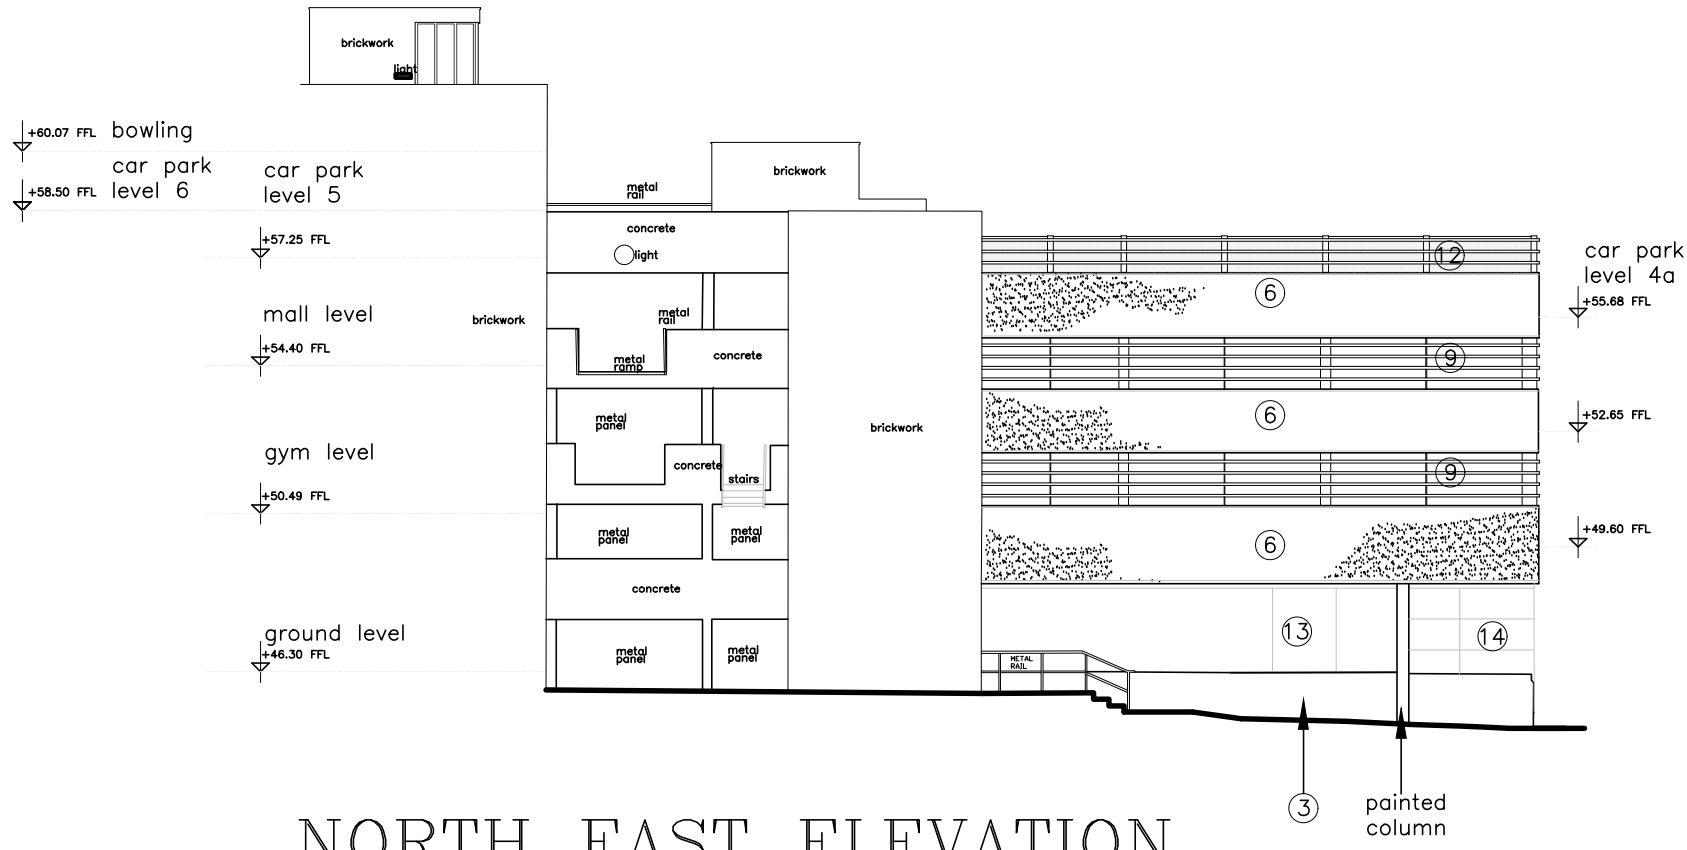 brickwork
light
+60.07 FFL bowling
car park
level 6
+58.50 FFL
car park
level 5
+57.25 FFL
mall level
+54.40 FFL
gym level
+50.49 FFL
ground level
+46.30 FFL
brickwork
metal
rail
concrete
light
metal
rail
metal
ramp
concrete
metal
panel
concrete
stairs
metal
panel
metal
panel
concrete
metal
panel
metal
panel
brickwork
brickwork
12
6
9
6
9
6
13
14
METAL
RAIL
car park
level 4a
+55.68 FFL
+52.65 FFL
+49.60 FFL
3
painted
column
NORTH EAST ELEVATION